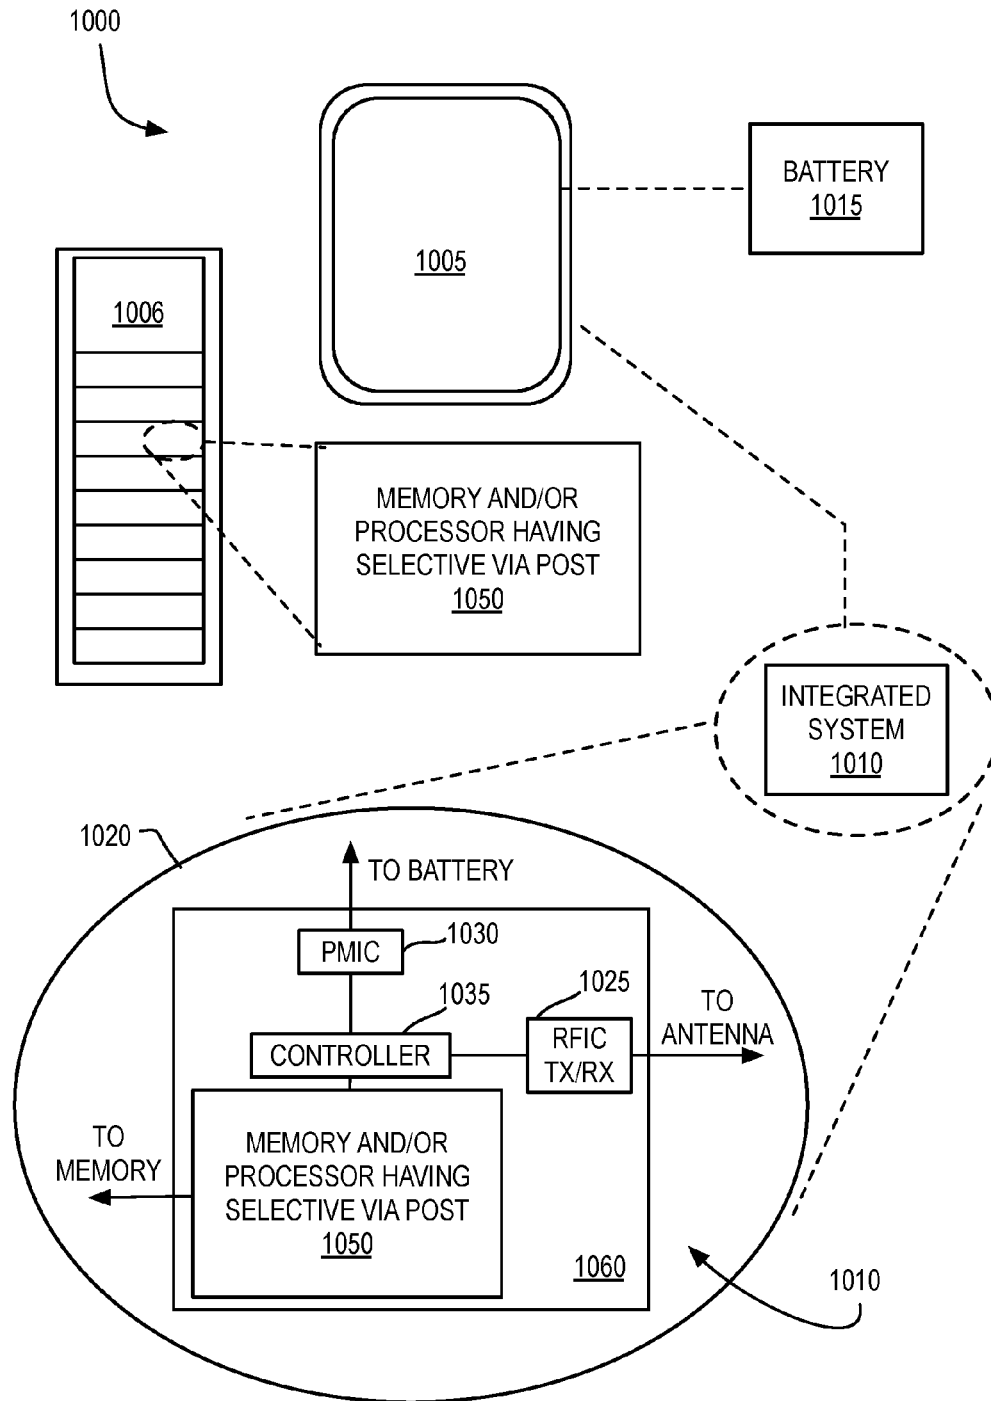 1000
BATTERY
1015
1005
1006
MEMORY AND/OR
PROCESSOR HAVING
SELECTIVE VIA POST
1050
INTEGRATED
SYSTEM
1010
1020
TO BATTERY
PMIC
1030
1035
1025
TO
ANTENNA
CONTROLLER
RFIC
TX/RX
TO
MEMORY
MEMORY AND/OR
PROCESSOR HAVING
SELECTIVE VIA POST
1050
1060
1010